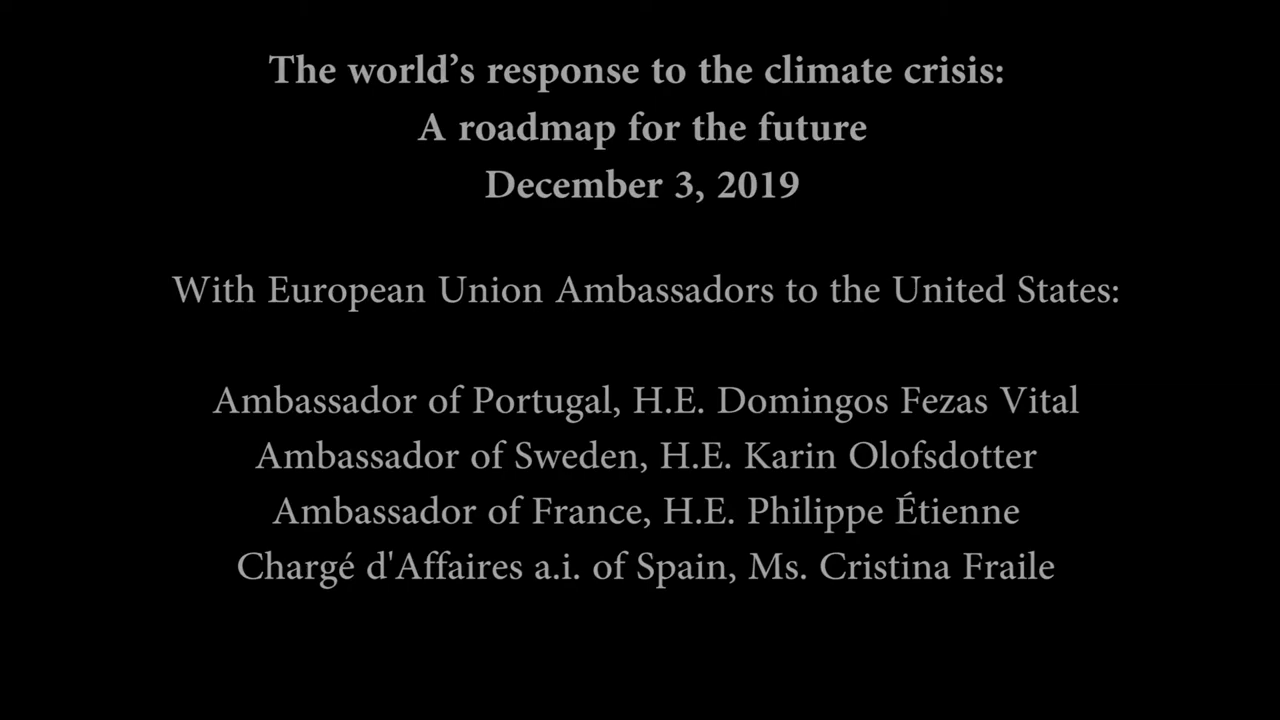 The world’s response to the climate crisis:
A roadmap for the future
December 3, 2019
With European Union Ambassadors to the United States:
Ambassador of Portugal, H.E. Domingos Fezas Vital
Ambassador of Sweden, H.E. Karin Olofsdotter
Ambassador of France, H.E. Philippe Étienne
Chargé d'Affaires a.i. of Spain, Ms. Cristina Fraile